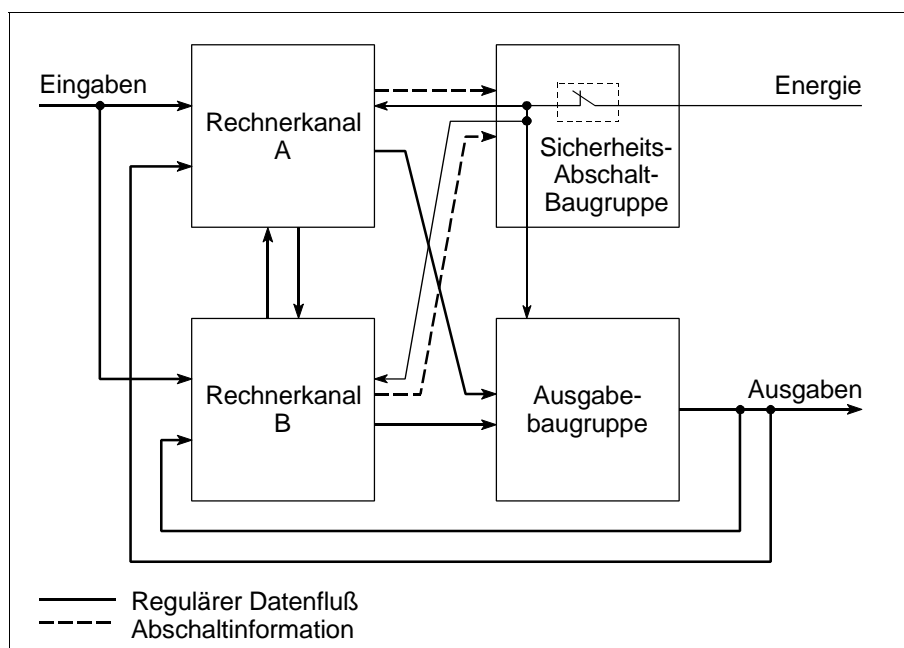 Eingaben
Rechnerkanal
A
Energie
Sicherheits-
Abschalt-
Baugruppe
Rechnerkanal
B
Ausgabe-
baugruppe
Ausgaben
Regulärer Datenfluß
Abschaltinformation